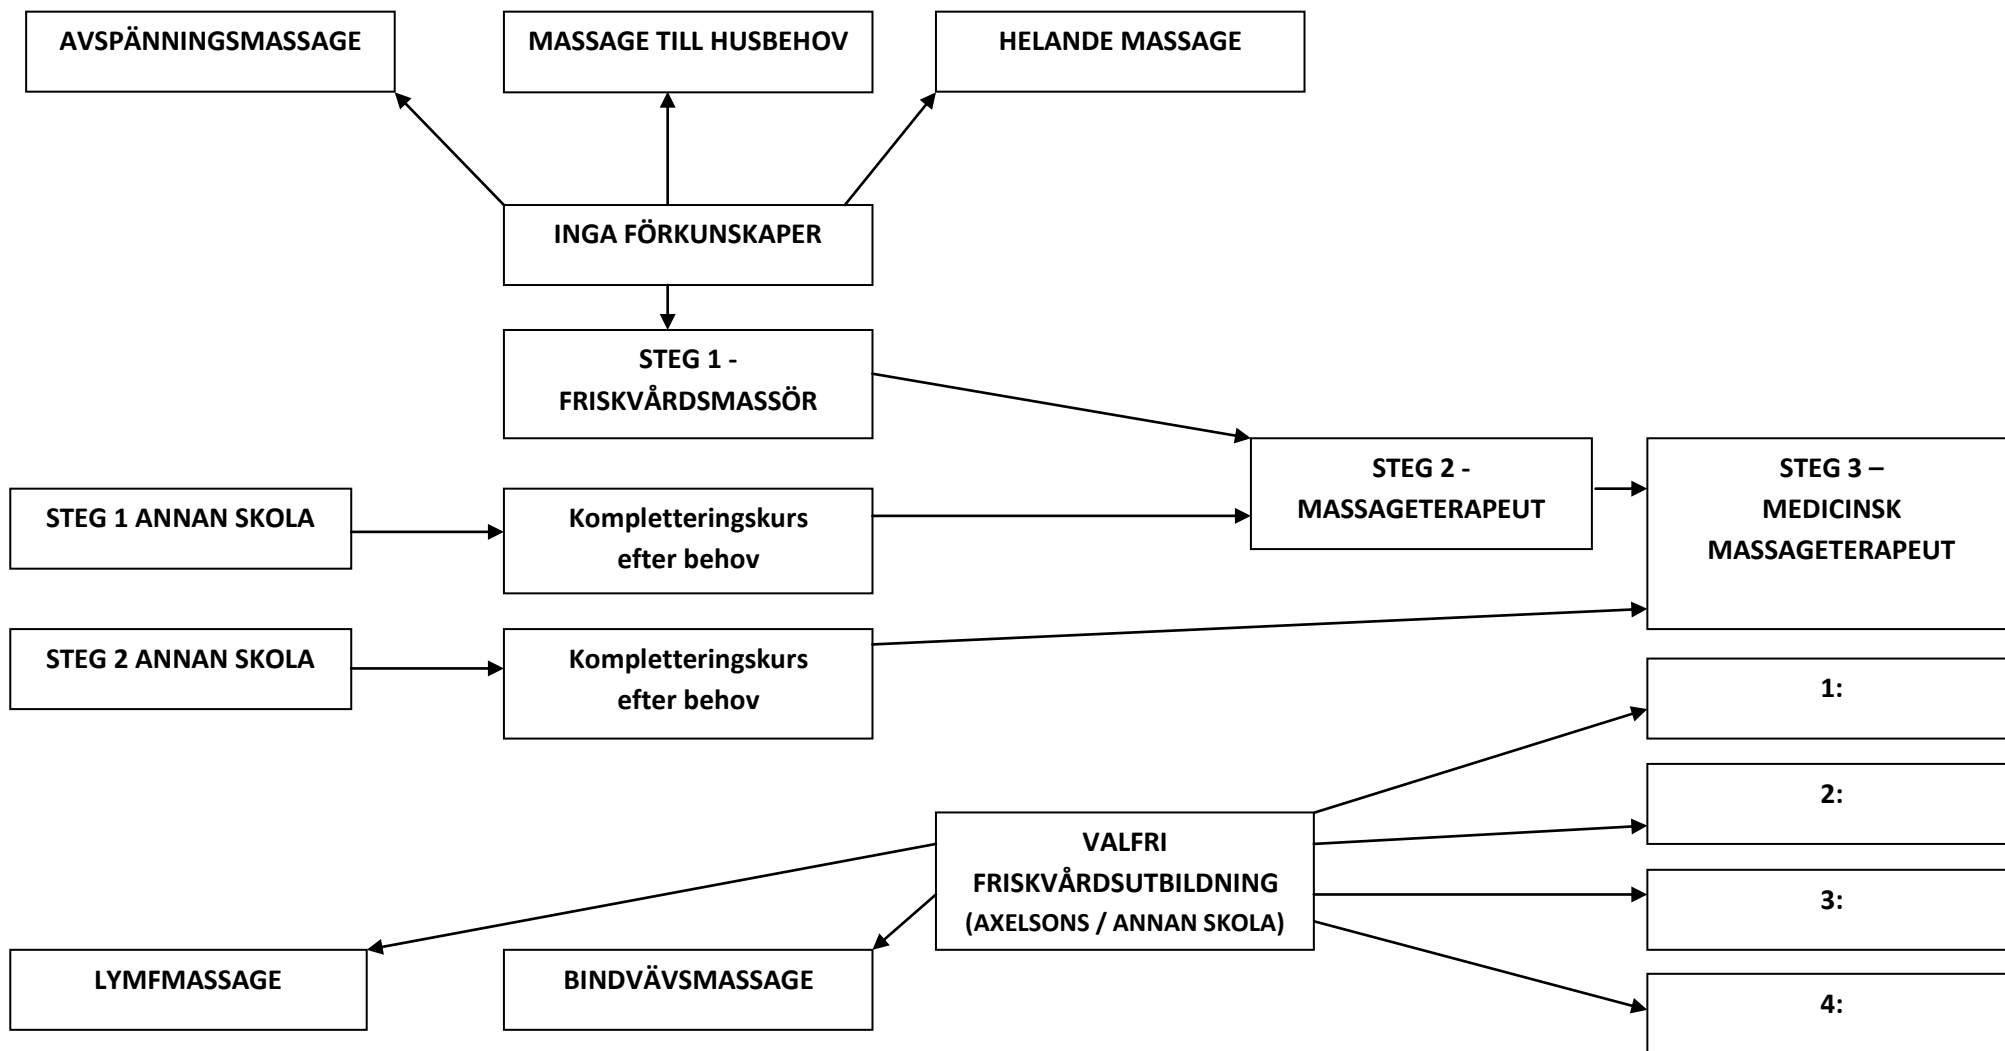 AVSPÄNNINGSMASSAGE
MASSAGE TILL HUSBEHOV
HELANDE MASSAGE
INGA FÖRKUNSKAPER
STEG 1 -
FRISKVÅRDSMASSÖR
STEG 2 -
MASSAGETERAPEUT
STEG 3 –
MEDICINSK
MASSAGETERAPEUT
STEG 1 ANNAN SKOLA
Kompletteringskurs
efter behov
STEG 2 ANNAN SKOLA
Kompletteringskurs
efter behov
1:
2:
VALFRI
FRISKVÅRDSUTBILDNING
(AXELSONS / ANNAN SKOLA)
3:
LYMFMASSAGE
BINDVÄVSMASSAGE
4: